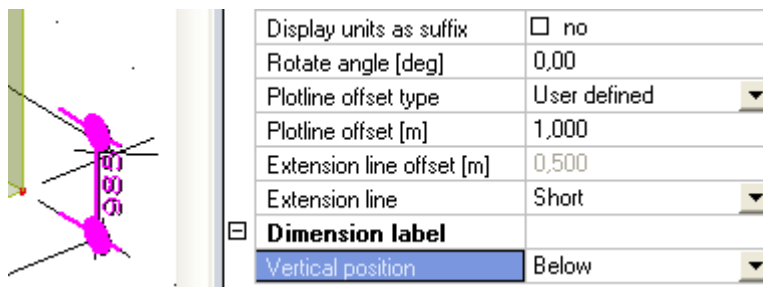 Display units as suffix no
Rotate angle [deg] 0,00
Plotline offset type User defined
Plotline offset [m] 1,000
Extension line offset [m] 0,500
Extension line Short
Dimension label
Vertical position Below